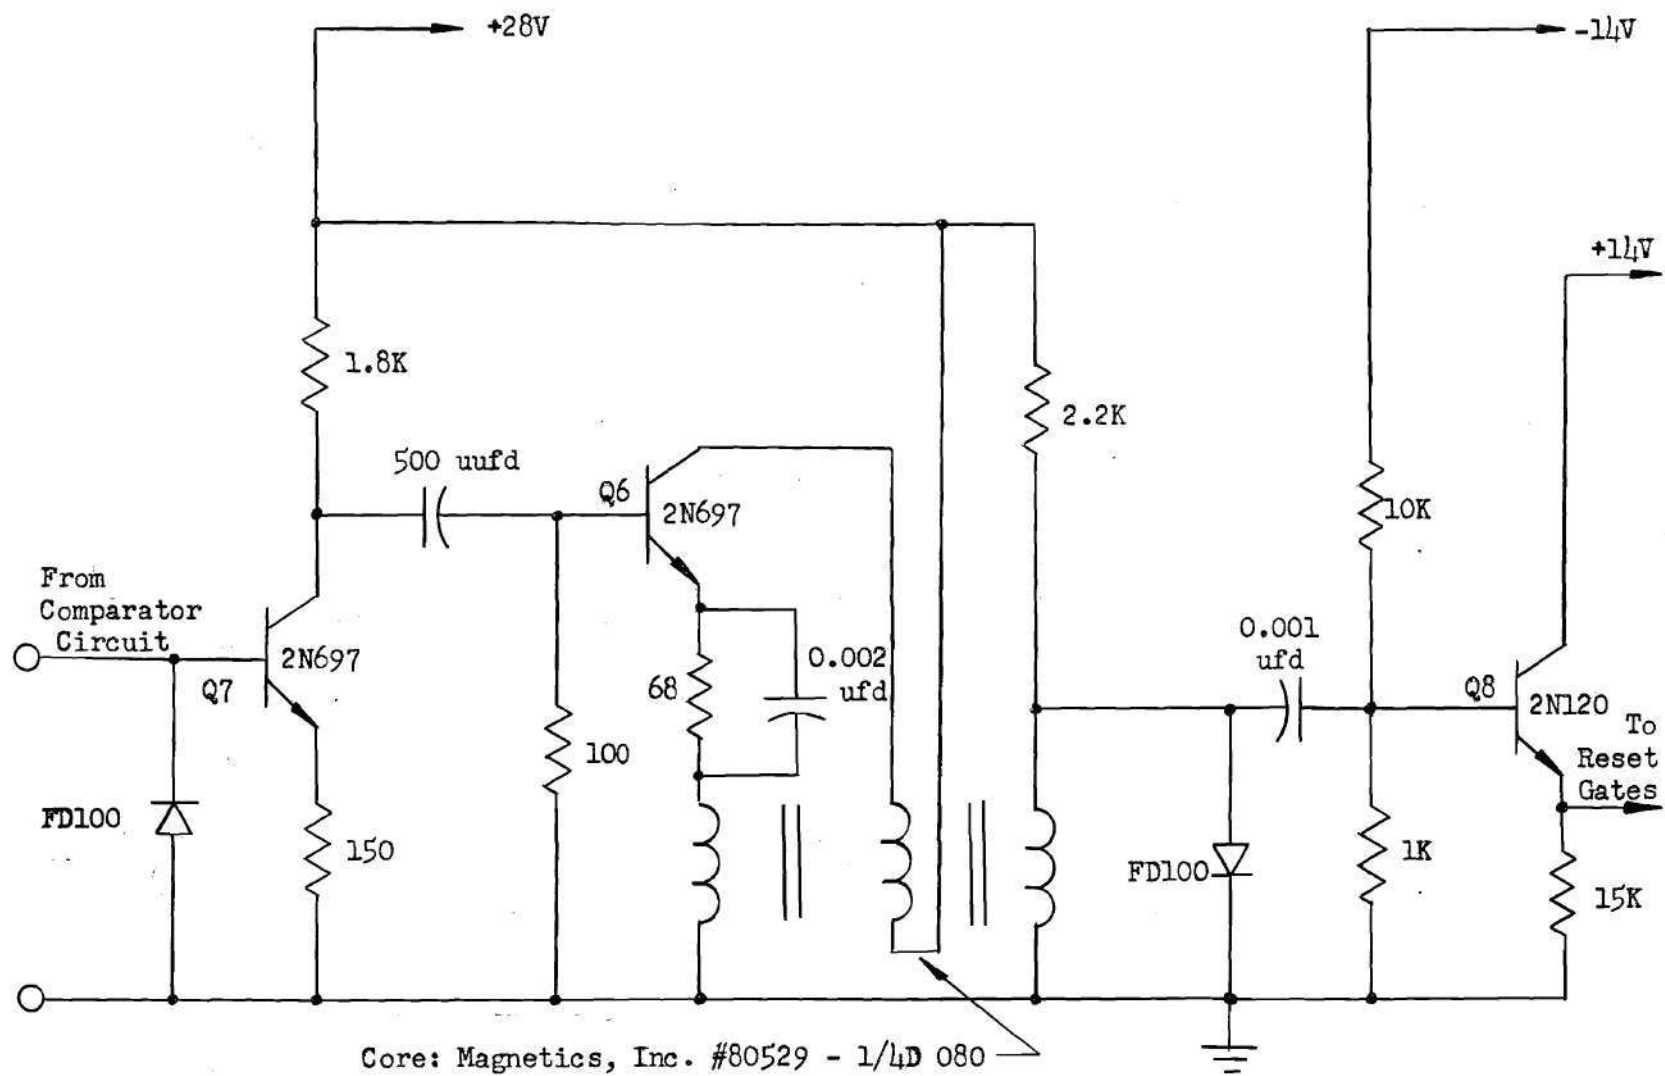 +28V
-14V
+14V
1.8K
2.2K
500 uufd
Q6
2N697
10K
From
Comparator
Circuit
2N697
Q7
0.002
ufd
68
0.001
ufd
Q8
2N120
To
Reset
Gates
100
FD100
150
FD100
1K
15K
Core: Magnetics, Inc. #80529 - 1/4D 080